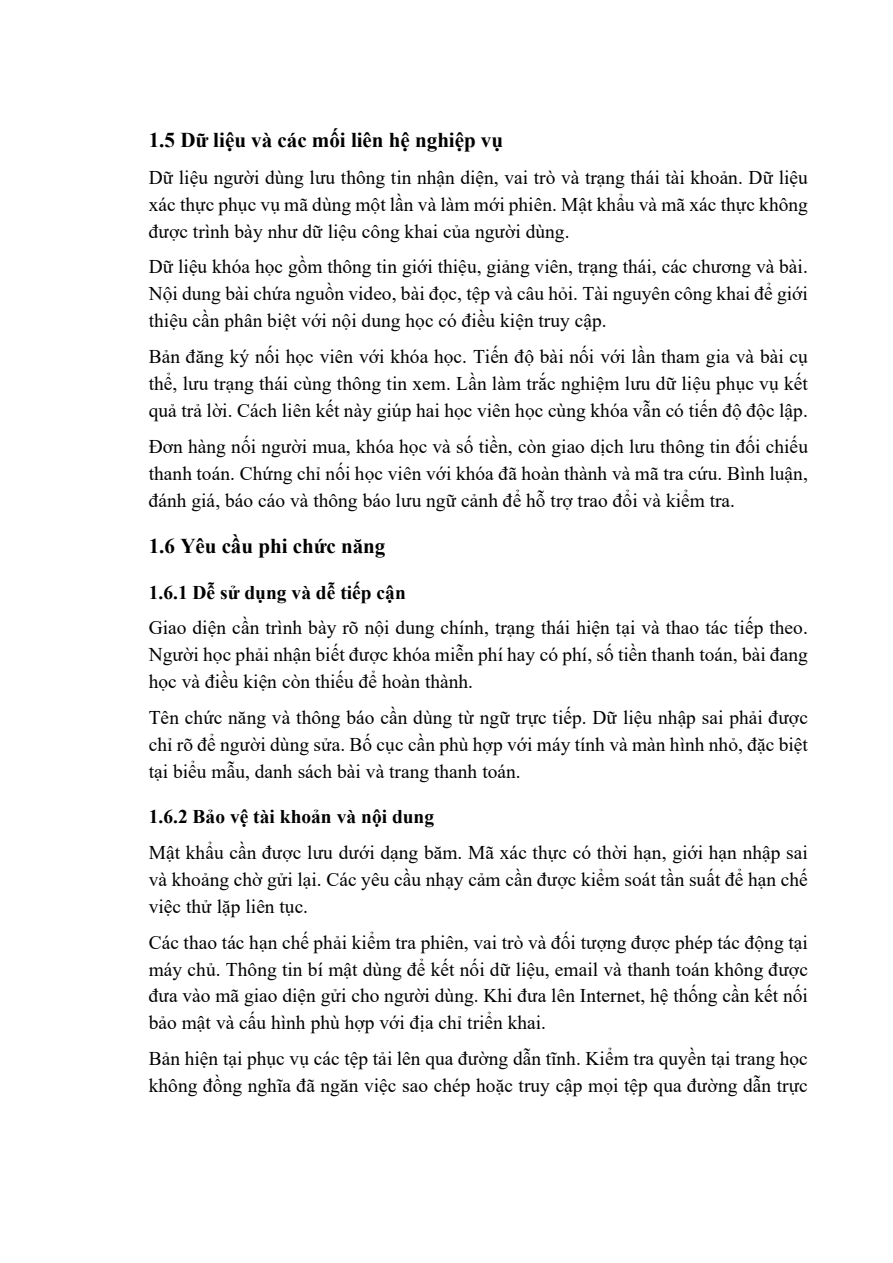 1.5 Dữ liệu và các mối liên hệ nghiệp vụ
Dữ liệu người dùng lưu thông tin nhận diện, vai trò và trạng thái tài khoản. Dữ liệu
xác thực phục vụ mã dùng một lần và làm mới phiên. Mật khẩu và mã xác thực không
được trình bày như dữ liệu công khai của người dùng.
Dữ liệu khóa học gồm thông tin giới thiệu, giảng viên, trạng thái, các chương và bài.
Nội dung bài chứa nguồn video, bài đọc, tệp và câu hỏi. Tài nguyên công khai để giới
thiệu cần phân biệt với nội dung học có điều kiện truy cập.
Bản đăng ký nối học viên với khóa học. Tiến độ bài nối với lần tham gia và bài cụ
thể, lưu trạng thái cùng thông tin xem. Lần làm trắc nghiệm lưu dữ liệu phục vụ kết
quả trả lời. Cách liên kết này giúp hai học viên học cùng khóa vẫn có tiến độ độc lập.
Đơn hàng nối người mua, khóa học và số tiền, còn giao dịch lưu thông tin đối chiếu
thanh toán. Chứng chỉ nối học viên với khóa đã hoàn thành và mã tra cứu. Bình luận,
đánh giá, báo cáo và thông báo lưu ngữ cảnh để hỗ trợ trao đổi và kiểm tra.
1.6 Yêu cầu phi chức năng
1.6.1 Dễ sử dụng và dễ tiếp cận
Giao diện cần trình bày rõ nội dung chính, trạng thái hiện tại và thao tác tiếp theo.
Người học phải nhận biết được khóa miễn phí hay có phí, số tiền thanh toán, bài đang
học và điều kiện còn thiếu để hoàn thành.
Tên chức năng và thông báo cần dùng từ ngữ trực tiếp. Dữ liệu nhập sai phải được
chỉ rõ để người dùng sửa. Bố cục cần phù hợp với máy tính và màn hình nhỏ, đặc biệt
tại biểu mẫu, danh sách bài và trang thanh toán.
1.6.2 Bảo vệ tài khoản và nội dung
Mật khẩu cần được lưu dưới dạng băm. Mã xác thực có thời hạn, giới hạn nhập sai
và khoảng chờ gửi lại. Các yêu cầu nhạy cảm cần được kiểm soát tần suất để hạn chế
việc thử lặp liên tục.
Các thao tác hạn chế phải kiểm tra phiên, vai trò và đối tượng được phép tác động tại
máy chủ. Thông tin bí mật dùng để kết nối dữ liệu, email và thanh toán không được
đưa vào mã giao diện gửi cho người dùng. Khi đưa lên Internet, hệ thống cần kết nối
bảo mật và cấu hình phù hợp với địa chỉ triển khai.
Bản hiện tại phục vụ các tệp tải lên qua đường dẫn tĩnh. Kiểm tra quyền tại trang học
không đồng nghĩa đã ngăn việc sao chép hoặc truy cập mọi tệp qua đường dẫn trực